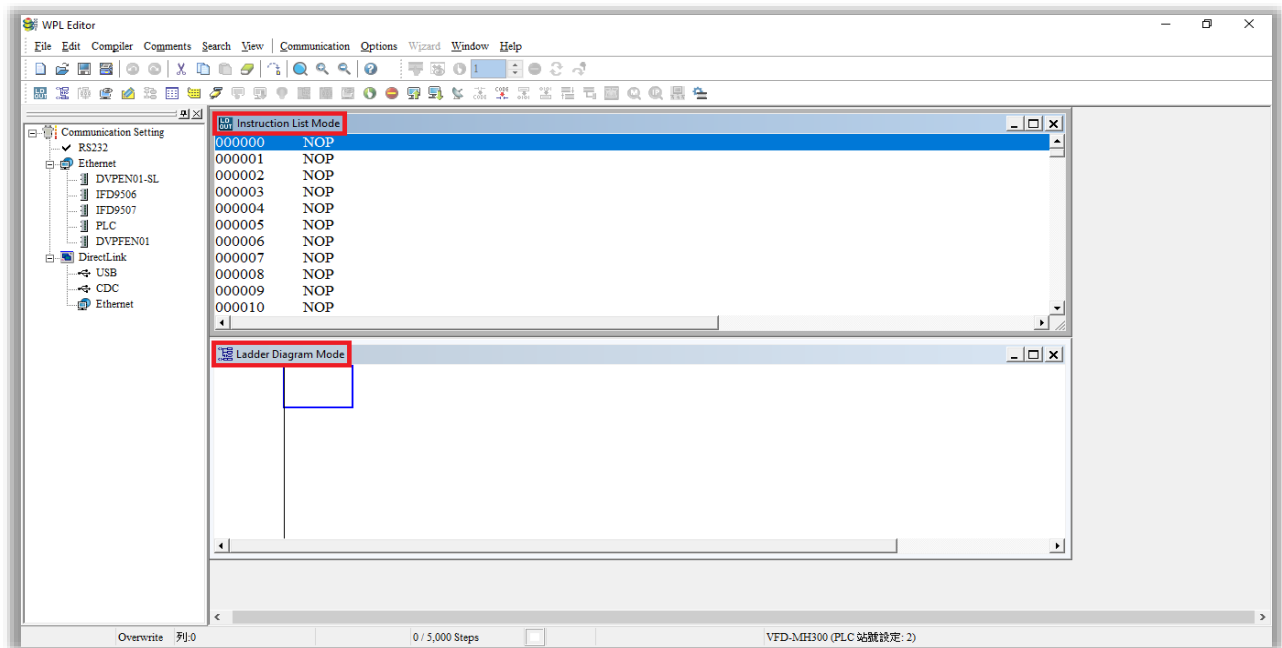 WPL Editor
File Edit Compiler Comments Search View Communication Options Wizard Window Help
1
Communication Setting
RS232
Ethernet
DVPEN01-SL
IFD9506
IFD9507
PLC
DVPFEN01
DirectLink
USB
CDC
Ethernet
Instruction List Mode
000000 NOP
000001 NOP
000002 NOP
000003 NOP
000004 NOP
000005 NOP
000006 NOP
000007 NOP
000008 NOP
000009 NOP
000010 NOP
Ladder Diagram Mode
Overwrite 列:0 0 / 5,000 Steps VFD-MH300 (PLC 站號設定: 2)